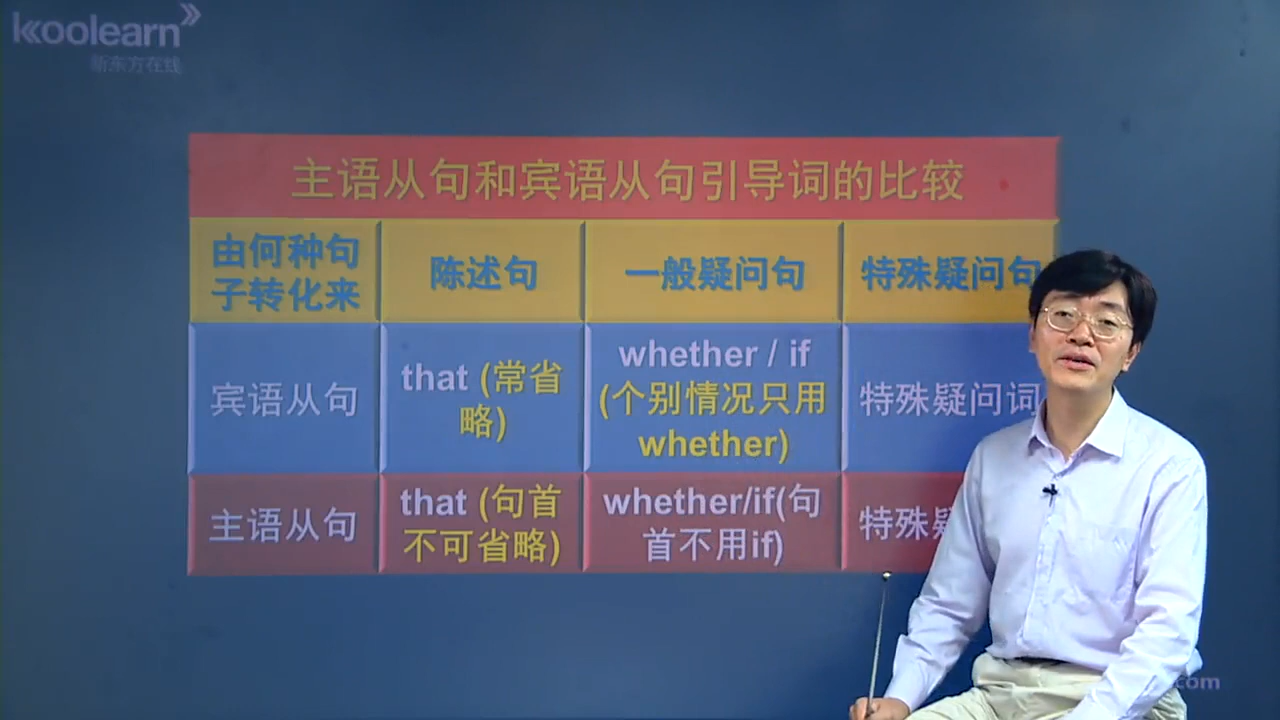 koolearn
新东方在线
主语从句和宾语从句引导词的比较
由何种句
子转化来
陈述句
一般疑问句
特殊疑问句
宾语从句
that (常省
略)
whether / if
(个别情况只用
whether)
特殊疑问词
主语从句
that (句首
不可省略)
whether/if(句
首不用if)
特殊
.com